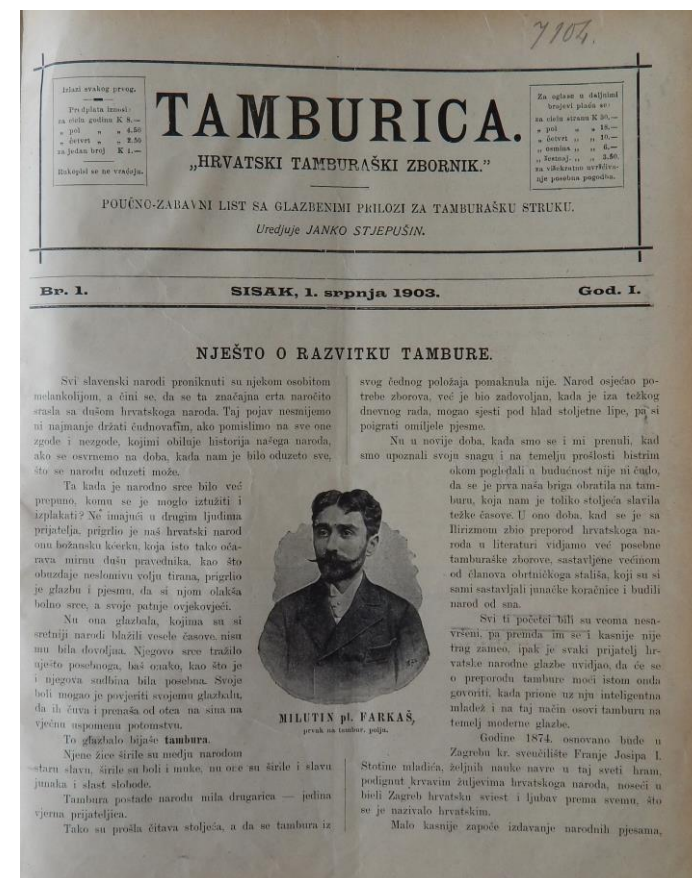 7104.
Izlazi svakog prvog.
Predplata iznosi:
za cielu godinu K 8.—
„ pol „ „ 4.50
„ četvrt „ „ 2.50
za jedan broj K 1.—
Rukopisi se ne vraćaju.
TAMBURICA.
„HRVATSKI TAMBURAŠKI ZBORNIK.”
POUČNO-ZABAVNI LIST SA GLAZBENIMI PRILOZI ZA TAMBURAŠKU STRUKU.
Uredjuje JANKO STJEPUŠIN.
Za oglase u daljnimi
brojevi plaća se:
za cielu stranu K 30.—
„ pol „ „ 18.—
„ četvrt „ „ 10.—
„ osmina „ „ 6.—
„ šestnaj. „ „ 3.50.
za višekratno uvršćiva-
nje posebna pogodba.
Br. 1.
SISAK, 1. srpnja 1903.
God. I.
NJEŠTO O RAZVITKU TAMBURE.
Svi slavenski narodi proniknuti su njekom osobitom
melankolijom, a čini se, da se ta značajna crta naročito
srasla sa dušom hrvatskoga naroda. Taj pojav nesmijemo
ni najmanje držati čudnovatim, ako pomislimo na sve one
zgode i nezgode, kojimi obiluje historija našega naroda,
ako se osvrnemo na doba, kada nam je bilo oduzeto sve,
što se narodu oduzeti može.
Ta kada je narodno srce bilo već
prepuno, komu se je moglo iztužiti i
izplakati? Ne imajući u drugim ljudima
prijatelja, prigrlio je naš hrvatski narod
onu božansku kćerku, koja isto tako oča-
rava mirnu dušu pravednika, kao što
obuzdaje neslomivu volju tirana, prigrlio
je glazbu i pjesmu, da si njom olakša
bolno srce, a svoje patnje ovjekovječi.
Nu ona glazbala, kojima su si
sretniji narodi blažili vesele časove, nisu
mu bila dovoljna. Njegovo srce tražilo
nješto posebnoga, baš onako, kao što je
i njegova sudbina bila posebna. Svoje
boli mogao je povjeriti svojemu glazbalu,
da ih čuva i prenaša od otca na sina na
vječnu uspomenu potomstvu.
To glazbalo bijaše tambura.
Njene žice širile su medju narodom
staru slavu, širile su boli i muke, nu one su širile i slavu
junaka i slast slobode.
Tambura postade narodu mila drugarica — jedina
vjerna prijateljica.
Tako su prošla čitava stoljeća, a da se tambura iz
MILUTIN pl. FARKAŠ,
prvak na tambur. polju.
svog čednog položaja pomaknula nije. Narod osjećao po-
trebe zborova, već je bio zadovoljan, kada je iza težkog
dnevnog rada, mogao sjesti pod hlad stoljetne lipe, pa si
poigrati omiljele pjesme.
Nu u novije doba, kada smo se i mi prenuli, kad
smo upoznali svoju snagu i na temelju prošlosti bistrim
okom pogledali u budućnost nije ni čudo,
da se je prva naša briga obratila na tam-
buru, koja nam je toliko stoljeća slavila
težke časove. U ono doba, kad se je sa
Ilirizmom zbio preporod hrvatskoga na-
roda u literaturi vidjamo već posebne
tamburaške zborove, sastavljene većinom
od članova obrtničkoga stališa, koji su si
sami sastavljali junačke koračnice i budili
narod od sna.
Svi ti početci bili su veoma nesa-
vršeni, pa premda im se i kasnije nije
trag zameo, ipak je svaki prijatelj hr-
vatske narodne glazbe uvidjao, da će se
o preporodu tambure moći istom onda
govoriti, kada prione uz nju inteligentna
mladež i na taj način osovi tamburu na
temelj moderne glazbe.
Godine 1874. osnovano bude u
Zagrebu kr. sveučilište Franje Josipa I.
Stotine mladića, željnih nauke navre u taj sveti hram,
podignut krvavim žuljevima hrvatskoga naroda, noseći u
bieli Zagreb hrvatsku sviest i ljubav prema svemu, što
se je nazivalo hrvatskim.
Malo kasnije započe izdavanje narodnih pjesama,